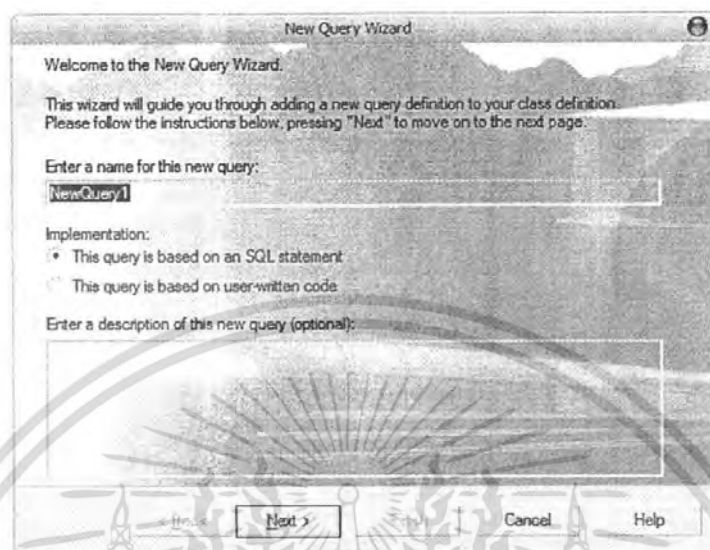 New Query Wizard
Welcome to the New Query Wizard.
This wizard will guide you through adding a new query definition to your class definition.
Please follow the instructions below, pressing "Next" to move on to the next page.
Enter a name for this new query:
NewQuery1
Implementation:
This query is based on an SQL statement
This query is based on user-written code
Enter a description of this new query (optional):
Next > Cancel Help